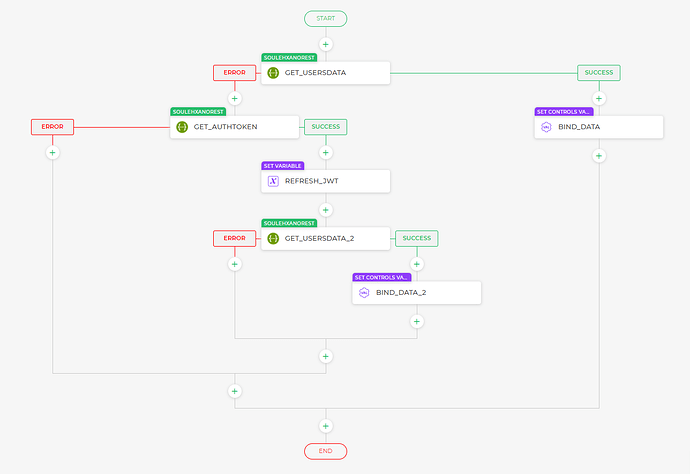 START
SOULEHXANOREST
ERROR
GET_USERSDATA
SUCCESS
SOULEHXANOREST
SET CONTROLS VA...
ERROR
GET_AUTHTOKEN
SUCCESS
BIND_DATA
SET VARIABLE
REFRESH_JWT
SOULEHXANOREST
ERROR
GET_USERSDATA_2
SUCCESS
SET CONTROLS VA...
BIND_DATA_2
END